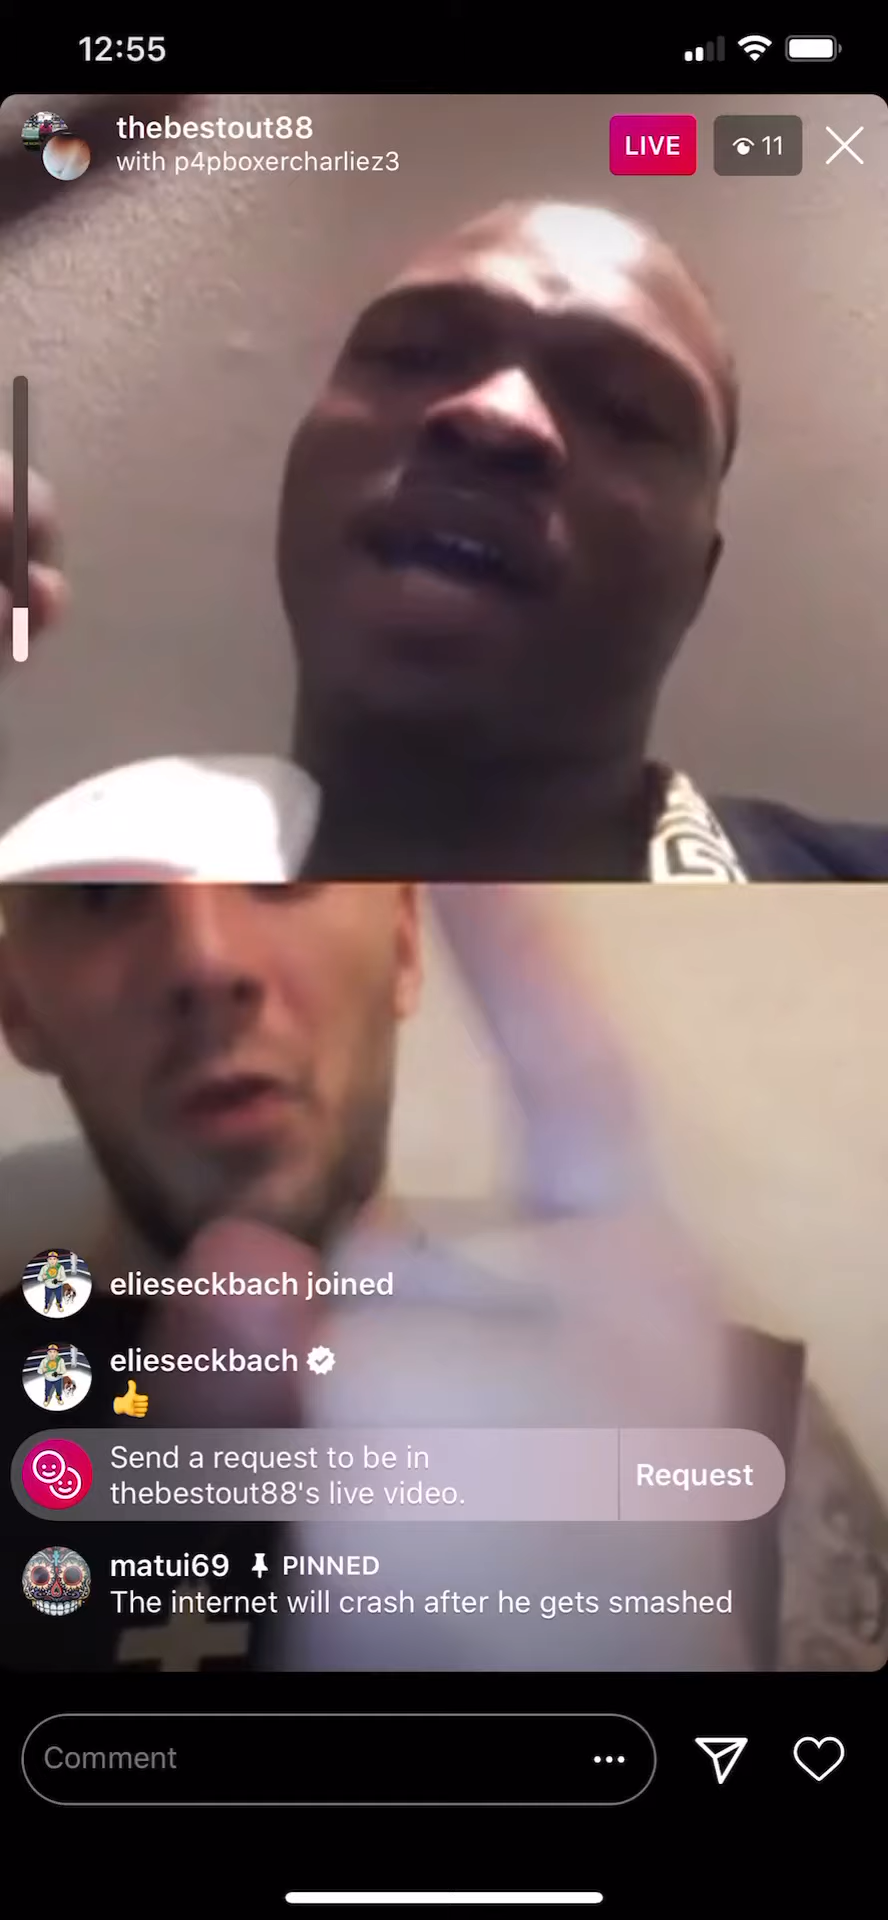 12:55
thebestout88
with p4pboxercharliez3
LIVE
11
elieseckbach joined
elieseckbach
👍
Send a request to be in
thebestout88's live video.
Request
matui69 PINNED
The internet will crash after he gets smashed
Comment